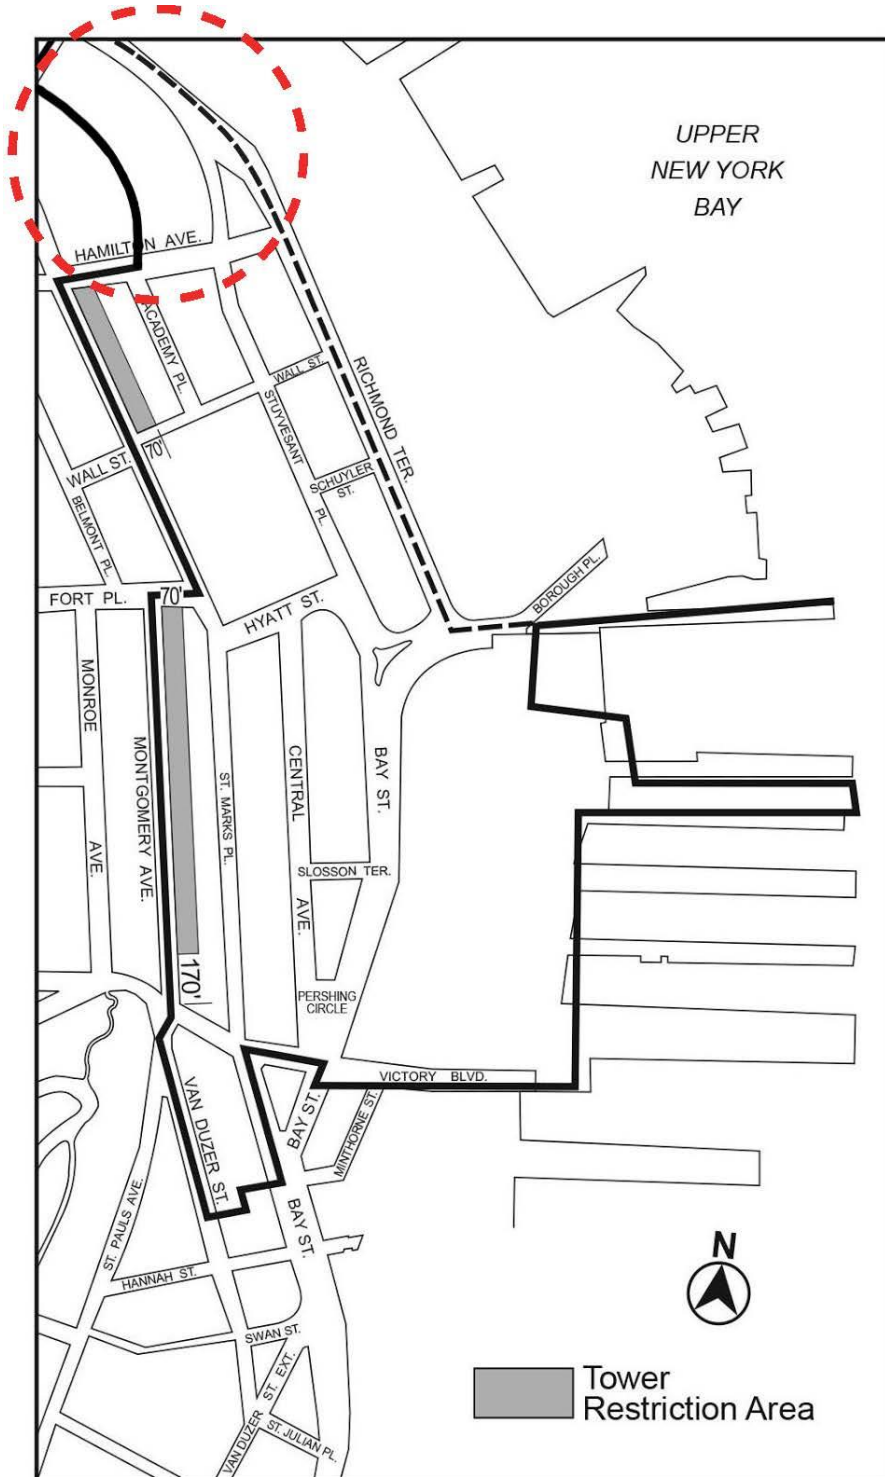 UPPER
NEW YORK
BAY
HAMILTON AVE.
ACADEMY PL.
WALL ST.
RICHMOND TER.
STUYVESANT
PL.
SCHUYLER
ST.
70'
WALL ST.
BELMONT PL.
FORT PL.
70'
HYATT ST.
BOROUGH PL.
MONROE
AVE.
MONTGOMERY AVE.
ST. MARKS PL.
CENTRAL
AVE.
BAY ST.
SLOSSON TER.
170'
PERSHING
CIRCLE
VICTORY BLVD.
VAN DUZER ST.
BAY ST.
MINTHORNE ST.
ST. PAULS AVE.
BAY ST.
HANNAH ST.
SWAN ST.
VAN DUZER ST. EXT.
ST. JULIAN PL.
N
Tower
Restriction Area